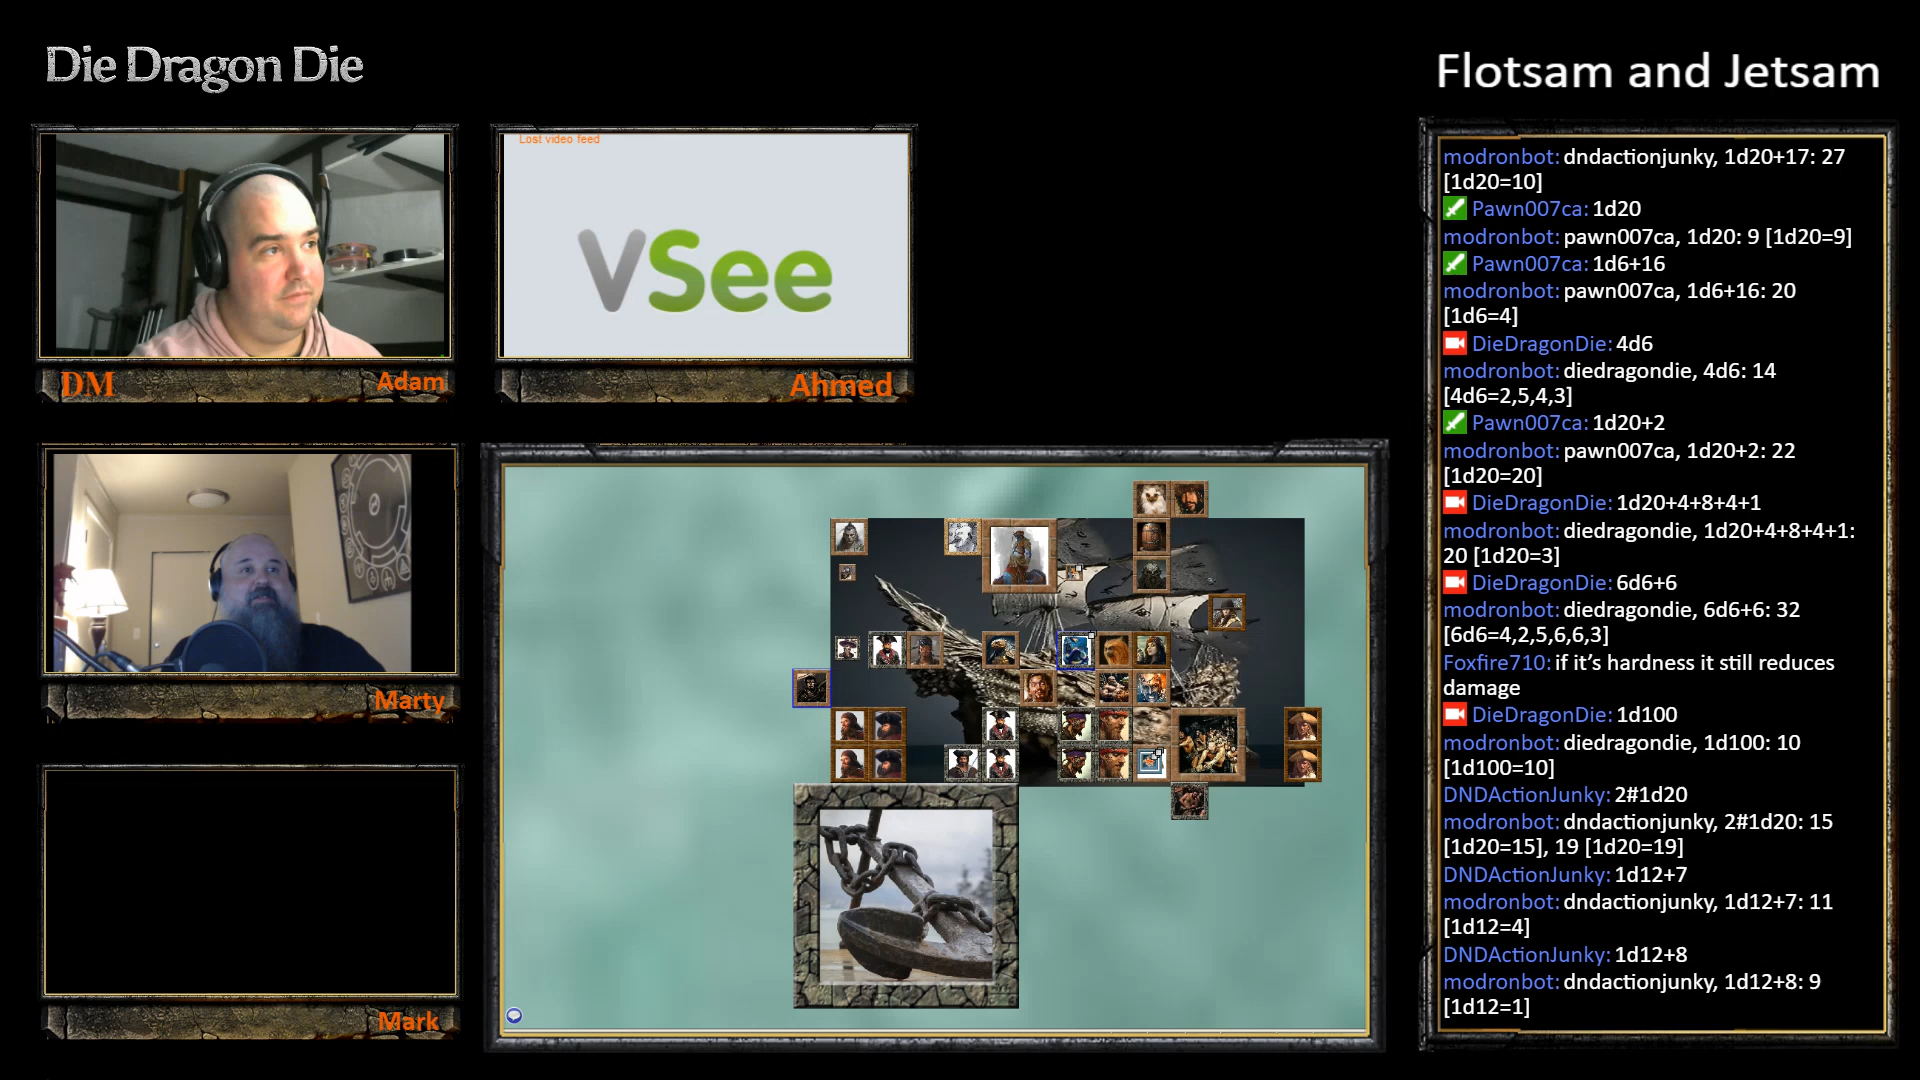 Die Dragon Die
Flotsam and Jetsam
Lost video feed
VSee
DM
Adam
Ahmed
Marty
Mark
modronbot: dndactionjunky, 1d20+17: 27
[1d20=10]
Pawn007ca: 1d20
modronbot: pawn007ca, 1d20: 9 [1d20=9]
Pawn007ca: 1d6+16
modronbot: pawn007ca, 1d6+16: 20
[1d6=4]
DieDragonDie: 4d6
modronbot: diedragondie, 4d6: 14
[4d6=2,5,4,3]
Pawn007ca: 1d20+2
modronbot: pawn007ca, 1d20+2: 22
[1d20=20]
DieDragonDie: 1d20+4+8+4+1
modronbot: diedragondie, 1d20+4+8+4+1:
20 [1d20=3]
DieDragonDie: 6d6+6
modronbot: diedragondie, 6d6+6: 32
[6d6=4,2,5,6,6,3]
Foxfire710: if it’s hardness it still reduces
damage
DieDragonDie: 1d100
modronbot: diedragondie, 1d100: 10
[1d100=10]
DNDActionJunky: 2#1d20
modronbot: dndactionjunky, 2#1d20: 15
[1d20=15], 19 [1d20=19]
DNDActionJunky: 1d12+7
modronbot: dndactionjunky, 1d12+7: 11
[1d12=4]
DNDActionJunky: 1d12+8
modronbot: dndactionjunky, 1d12+8: 9
[1d12=1]